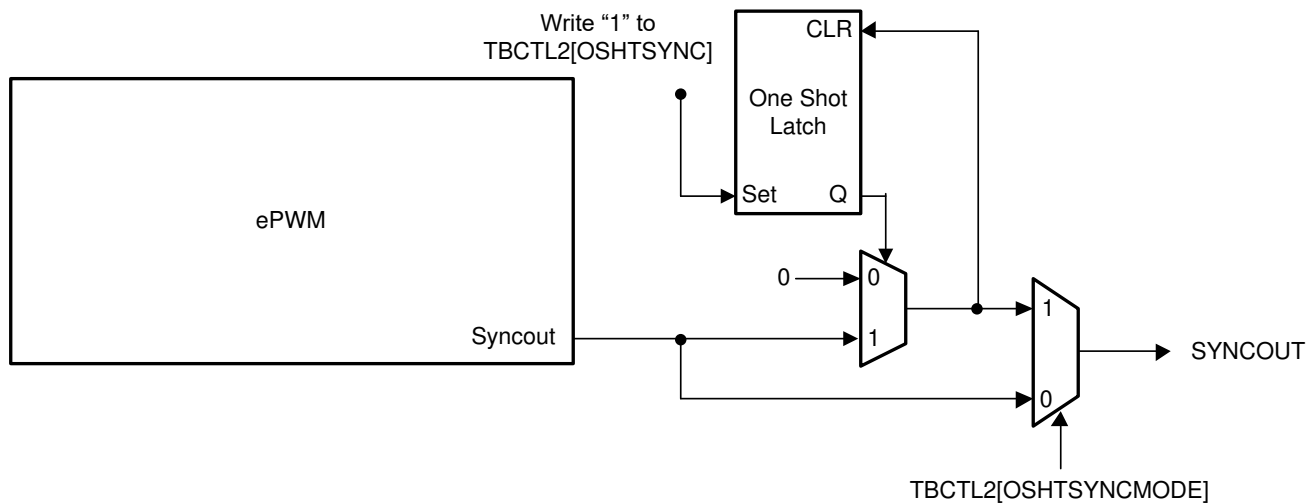 Write “1” to
TBCTL2[OSHTSYNC]
CLR
One Shot
Latch
Set
Q
ePWM
0
0
1
Syncout
1
0
SYNCOUT
TBCTL2[OSHTSYNCMODE]